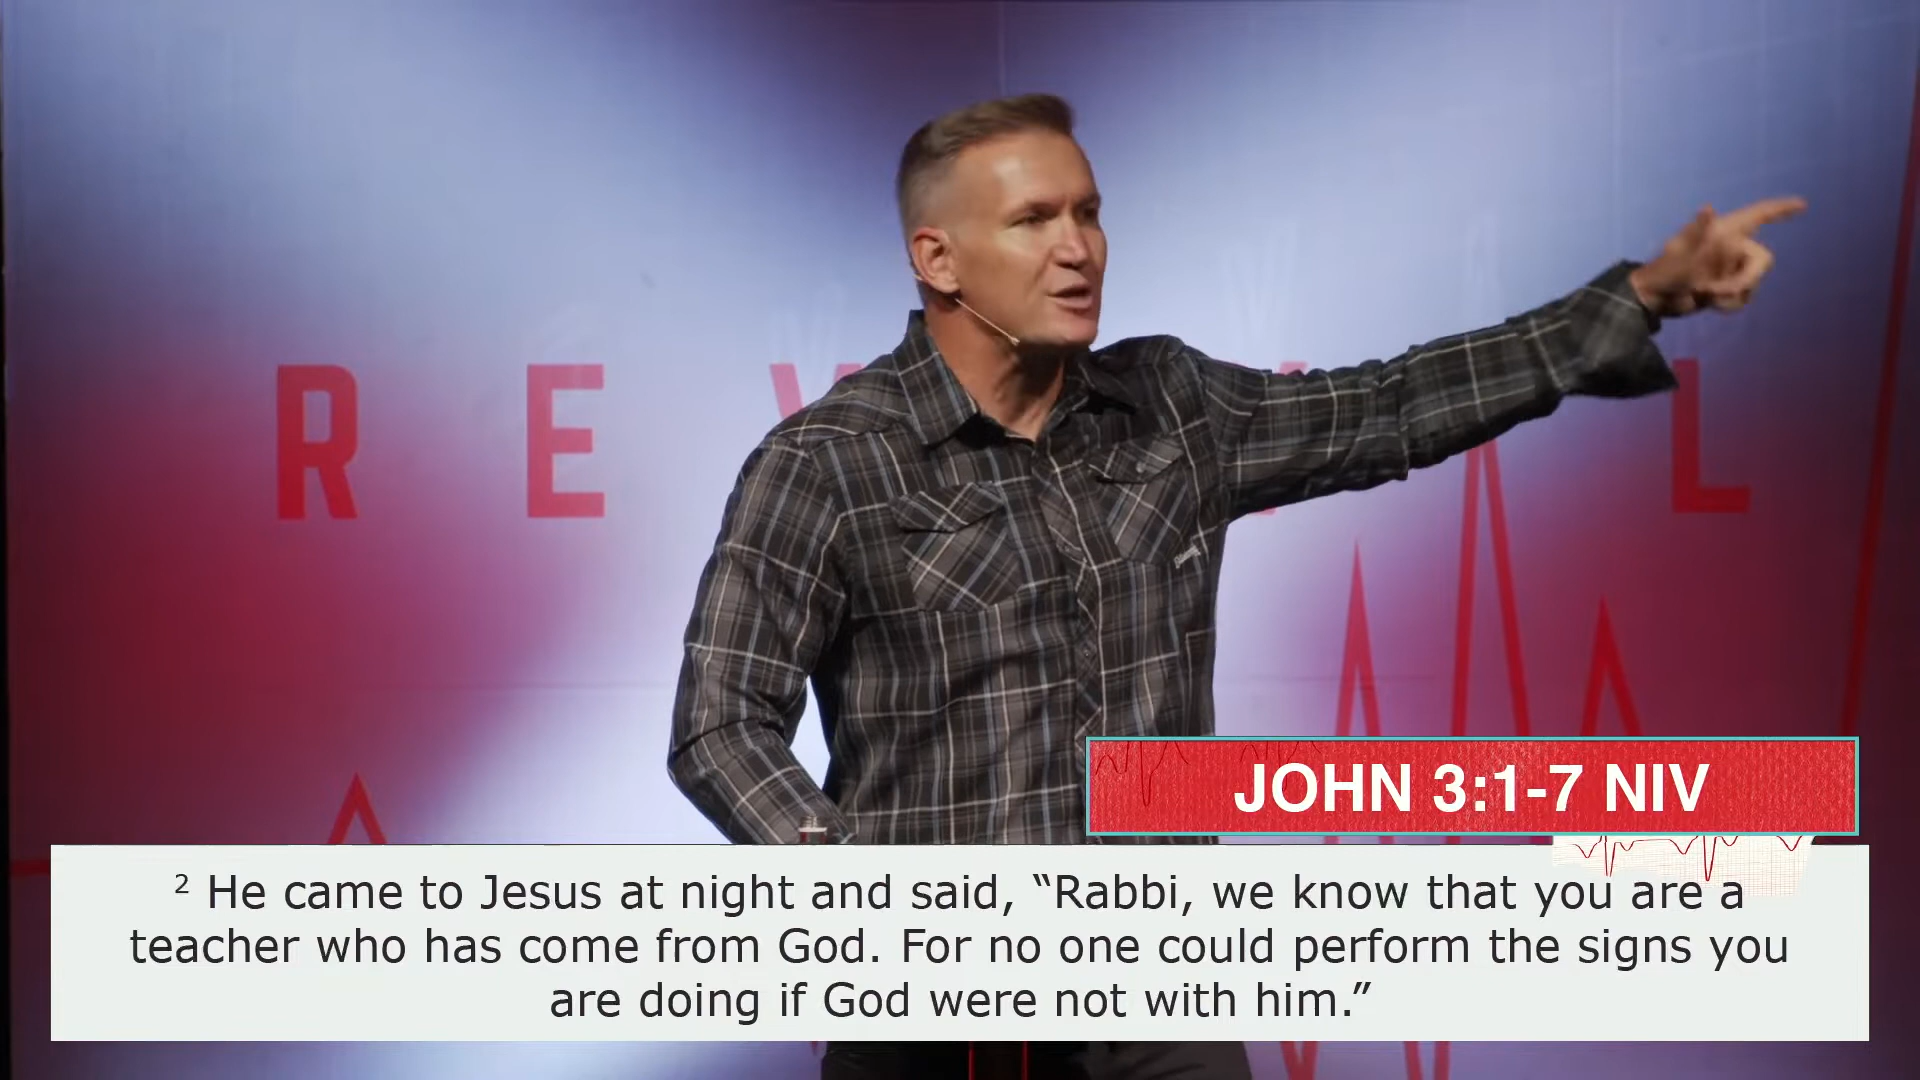 R E V V L
JOHN 3:1-7 NIV
2 He came to Jesus at night and said, “Rabbi, we know that you are a
teacher who has come from God. For no one could perform the signs you
are doing if God were not with him.”